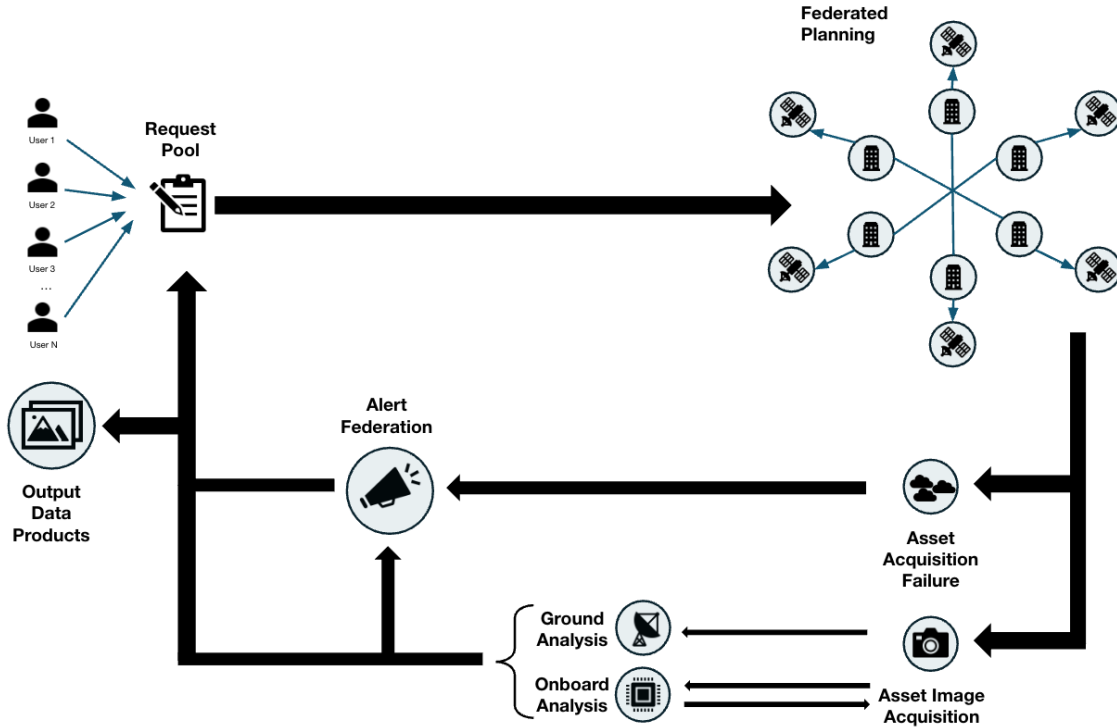 Federated
Planning
User 1
Request
Pool
User 2
User 3
...
User N
Alert
Federation
Output
Data
Products
Asset
Acquisition
Failure
Ground
Analysis
Onboard
Analysis
Asset Image
Acquisition